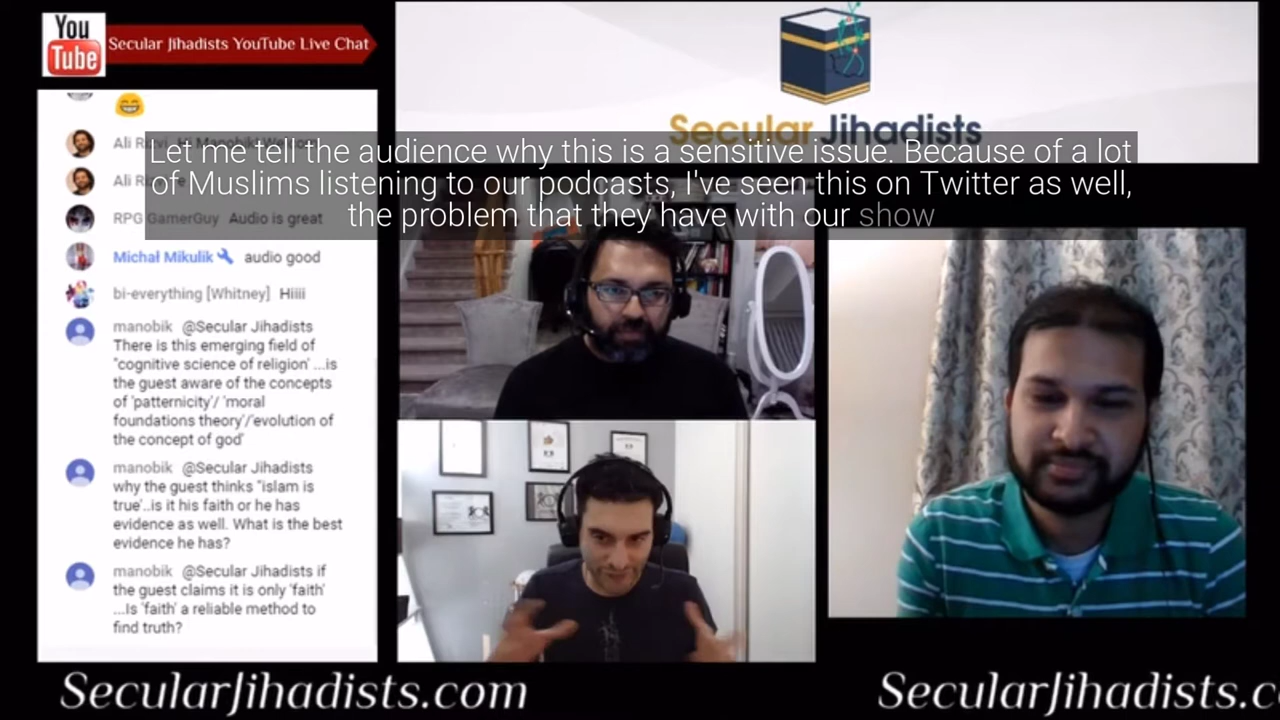 You
Tube
Secular Jihadists YouTube Live Chat
Secular Jihadists
Let me tell the audience why this is a sensitive issue. Because of a lot
of Muslims listening to our podcasts, I've seen this on Twitter as well,
the problem that they have with our show
Ali Rizvi
Ali
RPG GamerGuy Audio is great
Michał Mikulik audio good
bi-everything [Whitney] Hiiii
manobik @Secular Jihadists
There is this emerging field of
"cognitive science of religion' ...is
the guest aware of the concepts
of 'patternicity'/ 'moral
foundations theory'/'evolution of
the concept of god'
manobik @Secular Jihadists
why the guest thinks "islam is
true'..is it his faith or he has
evidence as well. What is the best
evidence he has?
manobik @Secular Jihadists if
the guest claims it is only 'faith'
...Is 'faith' a reliable method to
find truth?
SecularJihadists.com
SecularJihadists.c